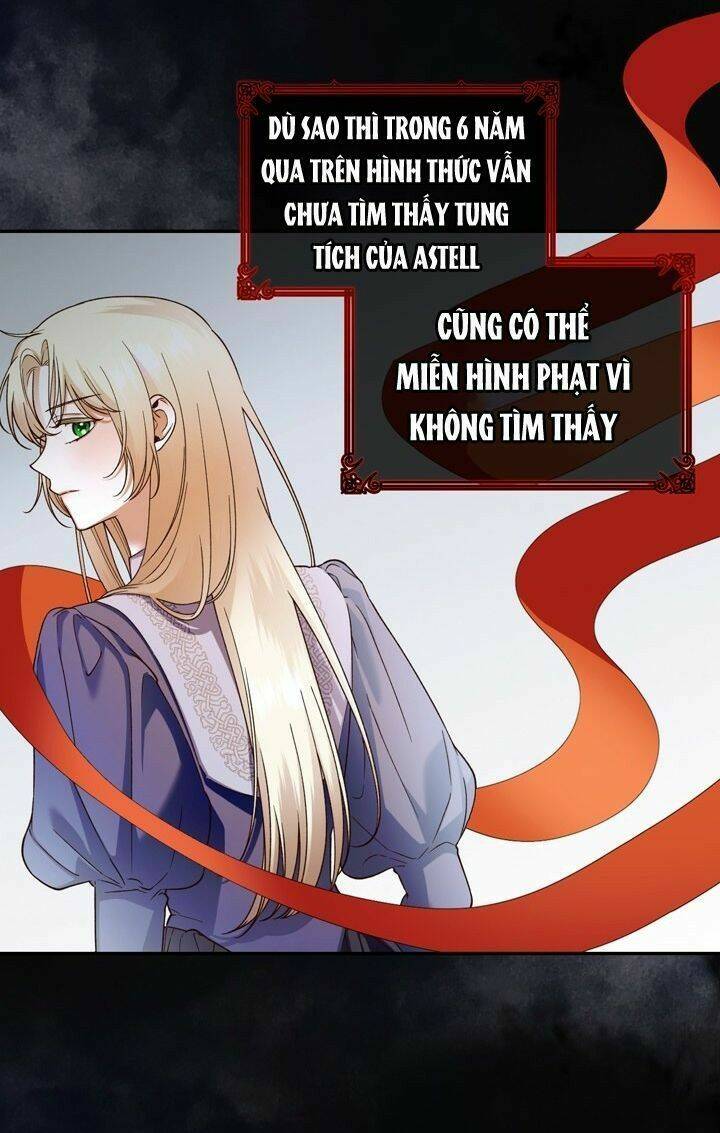 DÙ SAO THÌ TRONG 6 NĂM
QUA TRÊN HÌNH THỨC VẪN
CHƯA TÌM THẤY TUNG
TÍCH CỦA ASTELL
CŨNG CÓ THỂ
MIỄN HÌNH PHẠT VÌ
KHÔNG TÌM THẤY